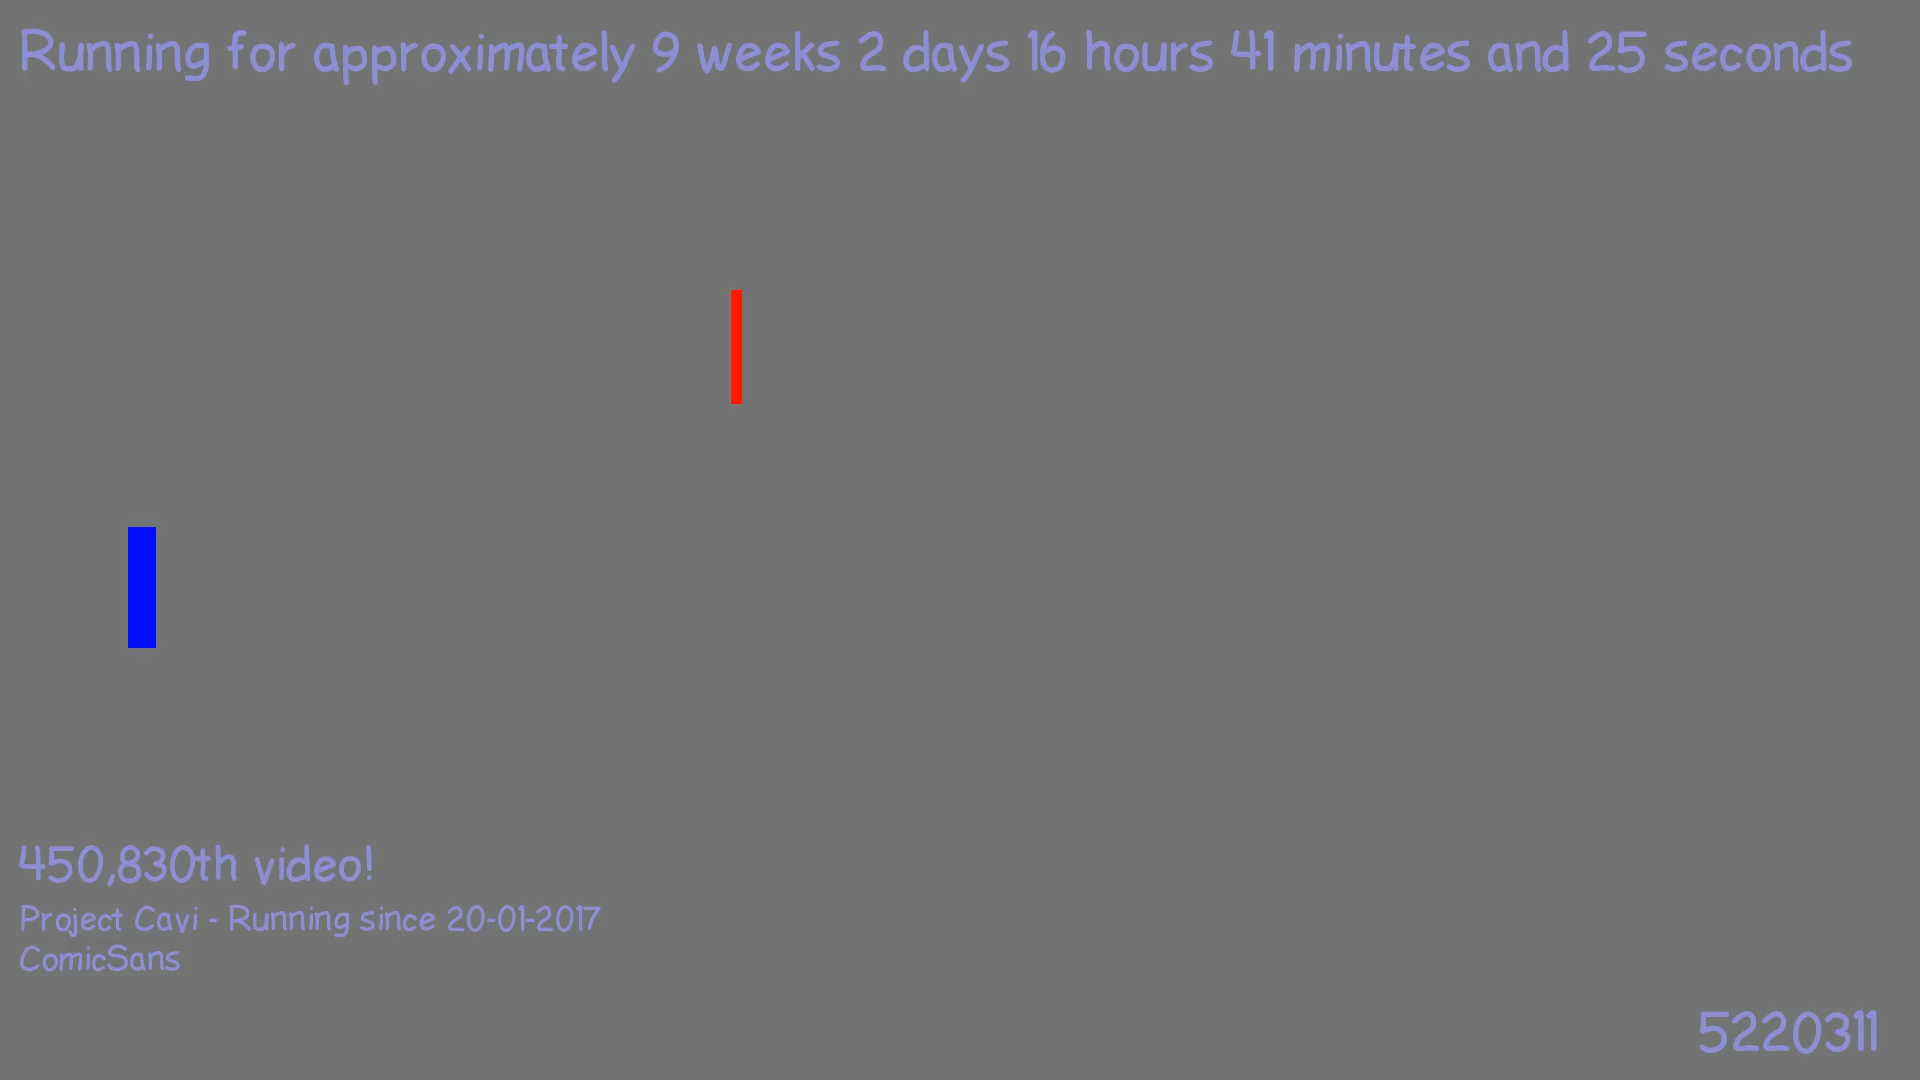 Running for approximately 9 weeks 2 days 16 hours 41 minutes and 25 seconds
450,830th video!
Project Cavi - Running since 20-01-2017
ComicSans
5220311